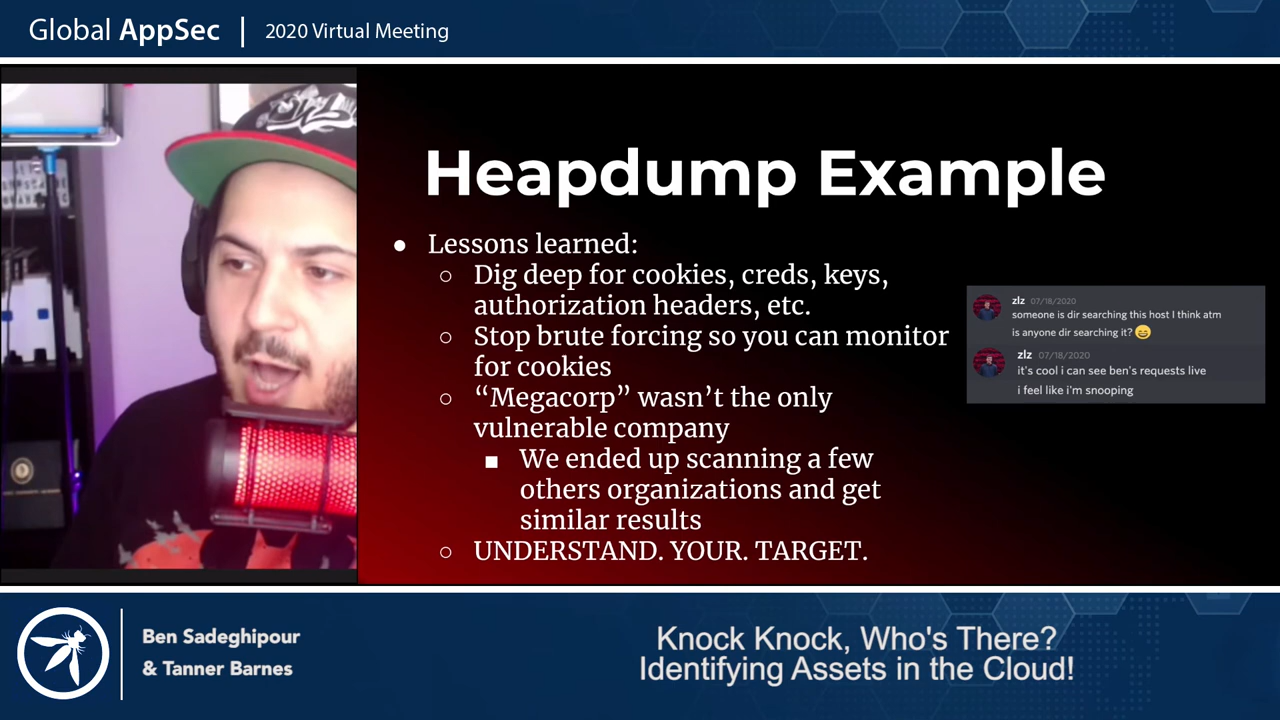 Global AppSec | 2020 Virtual Meeting
Heapdump Example
● Lessons learned:
○ Dig deep for cookies, creds, keys,
authorization headers, etc.
○ Stop brute forcing so you can monitor
for cookies
○ “Megacorp” wasn’t the only
vulnerable company
■ We ended up scanning a few
others organizations and get
similar results
○ UNDERSTAND. YOUR. TARGET.
zlz 07/18/2020
someone is dir searching this host I think atm
is anyone dir searching it? 😄
zlz 07/18/2020
it's cool i can see ben's requests live
i feel like i'm snooping
Ben Sadeghipour
& Tanner Barnes
Knock Knock, Who's There?
Identifying Assets in the Cloud!